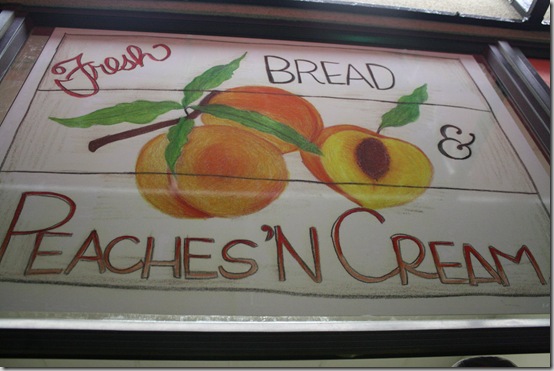 Fresh BREAD
&
PEACHES 'N CREAM